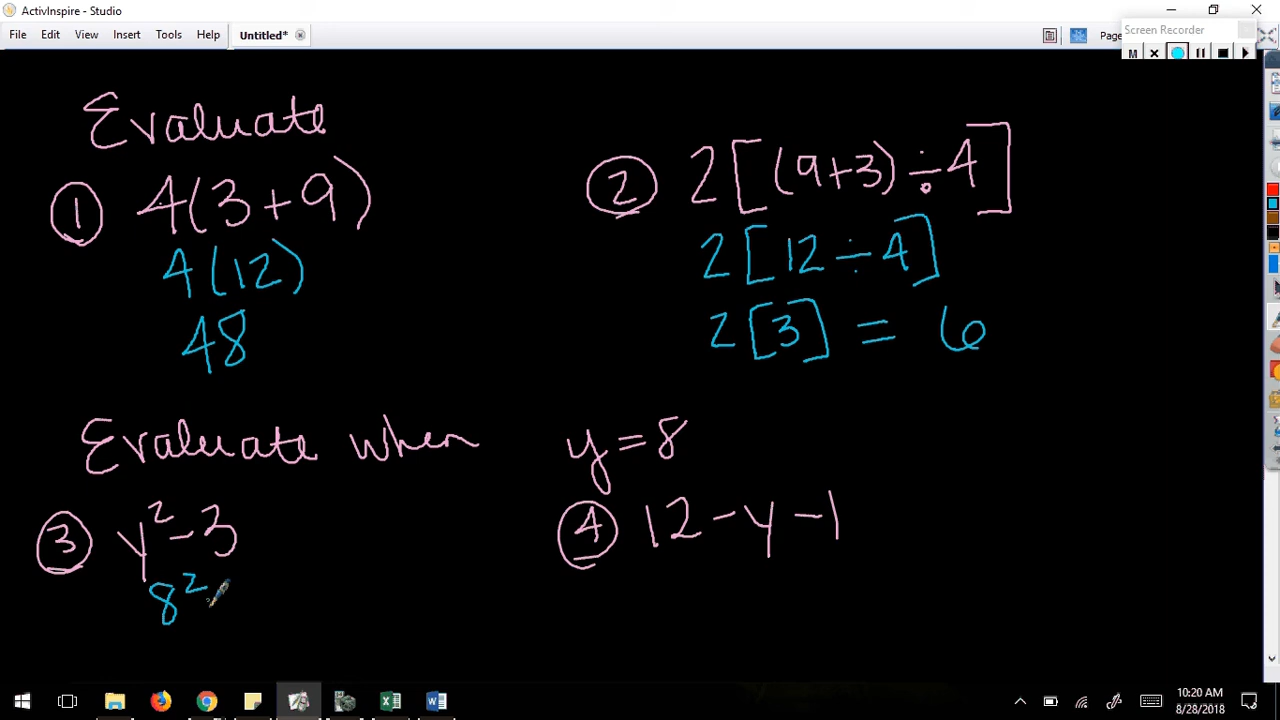 ActivInspire - Studio
File Edit View Insert Tools Help Untitled*
Page
Screen Recorder
M
Evaluate
① 4(3+9)
4(12)
48
② 2[(9+3)÷4]
2[12÷4]
2[3] = 6
Evaluate when y=8
③ y²-3
8²
④ 12-y-1
10:20 AM
8/28/2018